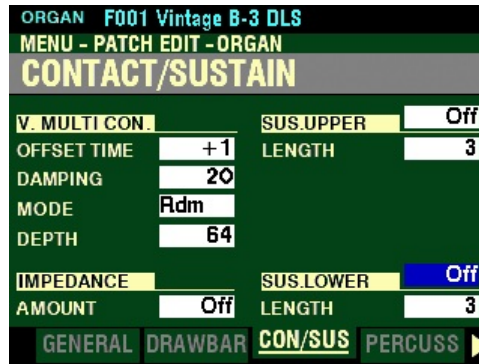 ORGAN F001 Vintage B-3 DLS
MENU - PATCH EDIT - ORGAN
CONTACT/SUSTAIN
V. MULTI CON.
OFFSET TIME +1
DAMPING 20
MODE Rdm
DEPTH 64
IMPEDANCE
AMOUNT Off
SUS.UPPER Off
LENGTH 3
SUS.LOWER Off
LENGTH 3
GENERAL DRAWBAR CON/SUS PERCUSS